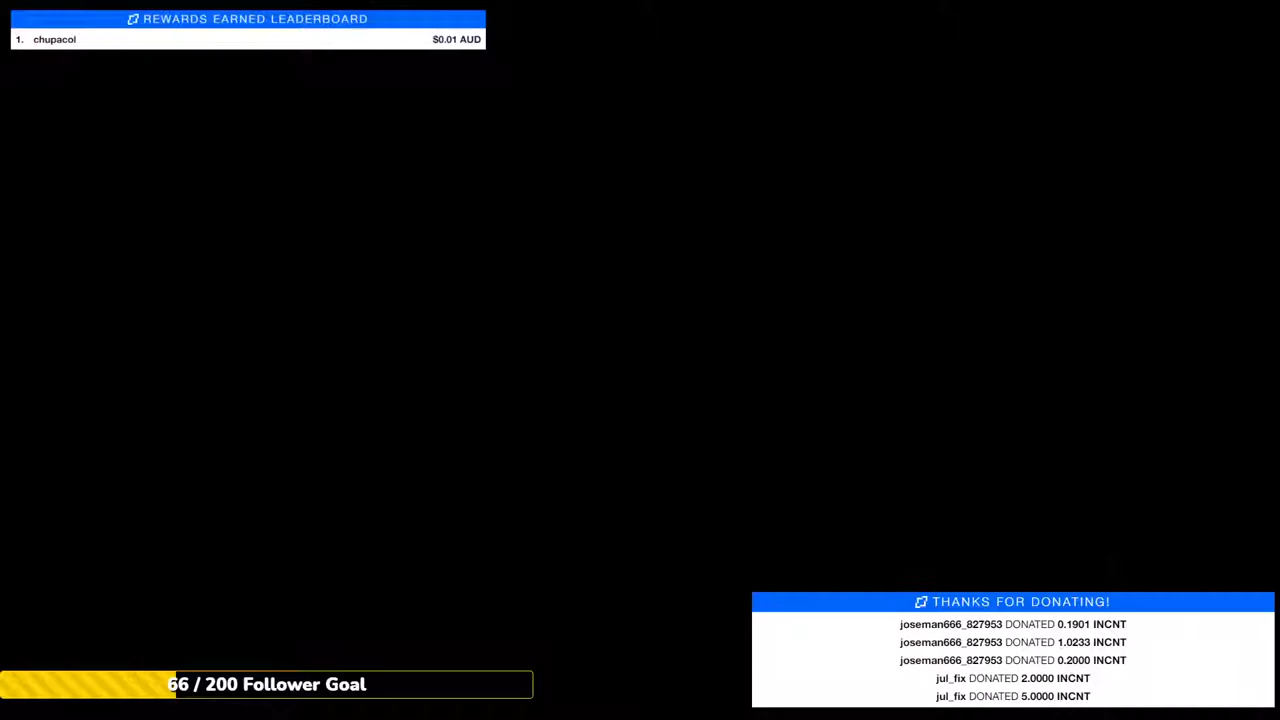 REWARDS EARNED LEADERBOARD
1. chupacol $0.01 AUD
THANKS FOR DONATING!
joseman666_827953 DONATED 0.1901 INCNT
joseman666_827953 DONATED 1.0233 INCNT
joseman666_827953 DONATED 0.2000 INCNT
jul_fix DONATED 2.0000 INCNT
jul_fix DONATED 5.0000 INCNT
66 / 200 Follower Goal